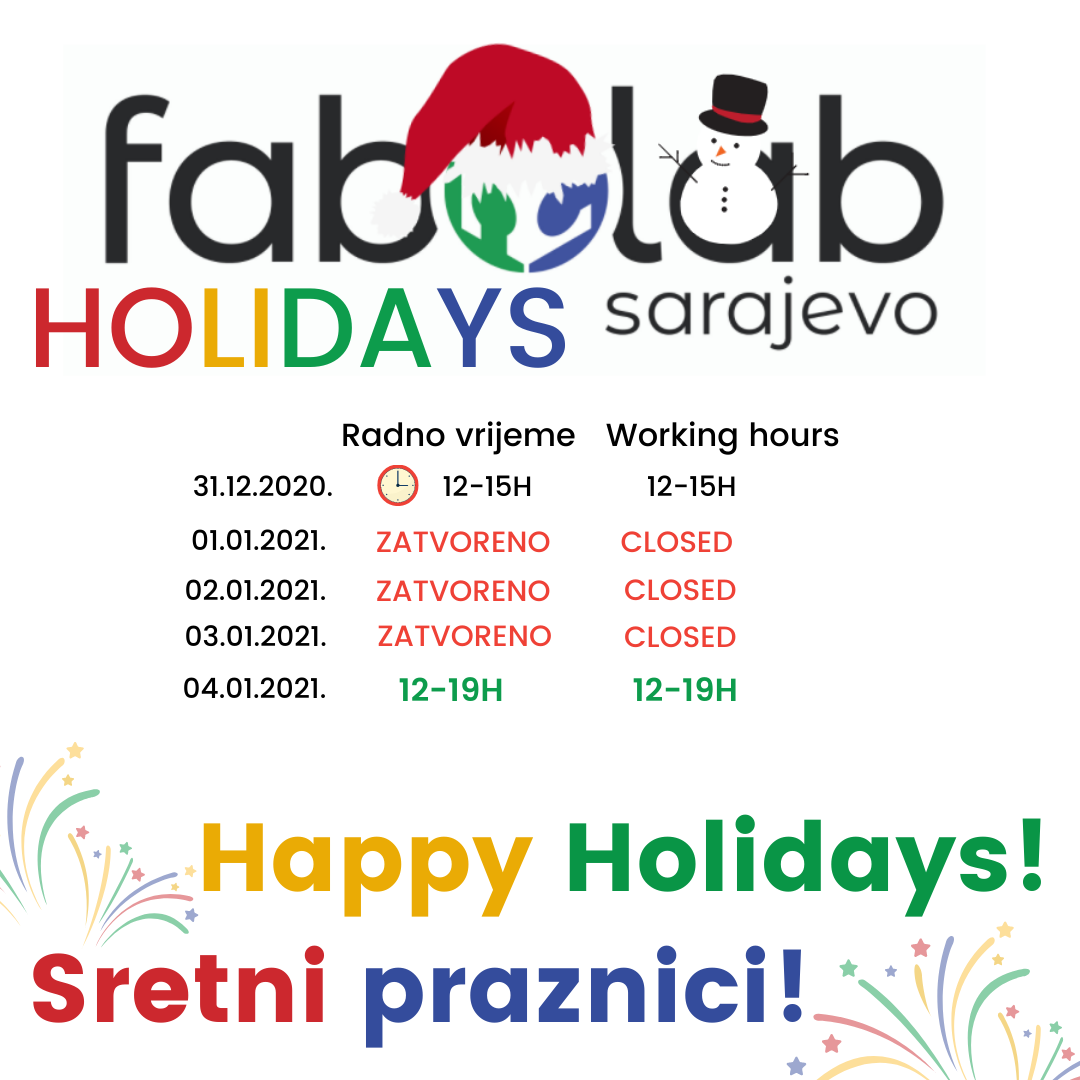 fab lab
HOLIDAYS sarajevo
Radno vrijeme Working hours
31.12.2020. 12-15H 12-15H
01.01.2021. ZATVORENO CLOSED
02.01.2021. ZATVORENO CLOSED
03.01.2021. ZATVORENO CLOSED
04.01.2021. 12-19H 12-19H
Happy Holidays!
Sretni praznici!